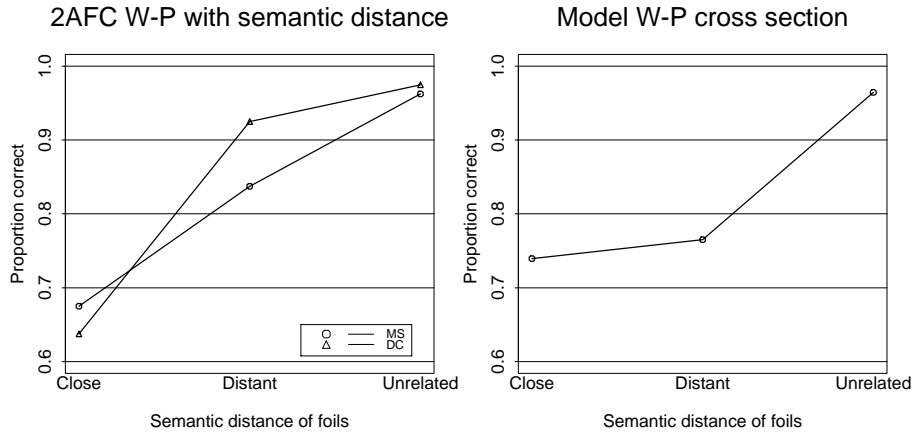 2AFC W-P with semantic distance
Proportion correct
1.0
0.9
0.8
0.7
0.6
MS
DC
Close Distant Unrelated
Semantic distance of foils
Model W-P cross section
Proportion correct
1.0
0.9
0.8
0.7
0.6
Close Distant Unrelated
Semantic distance of foils